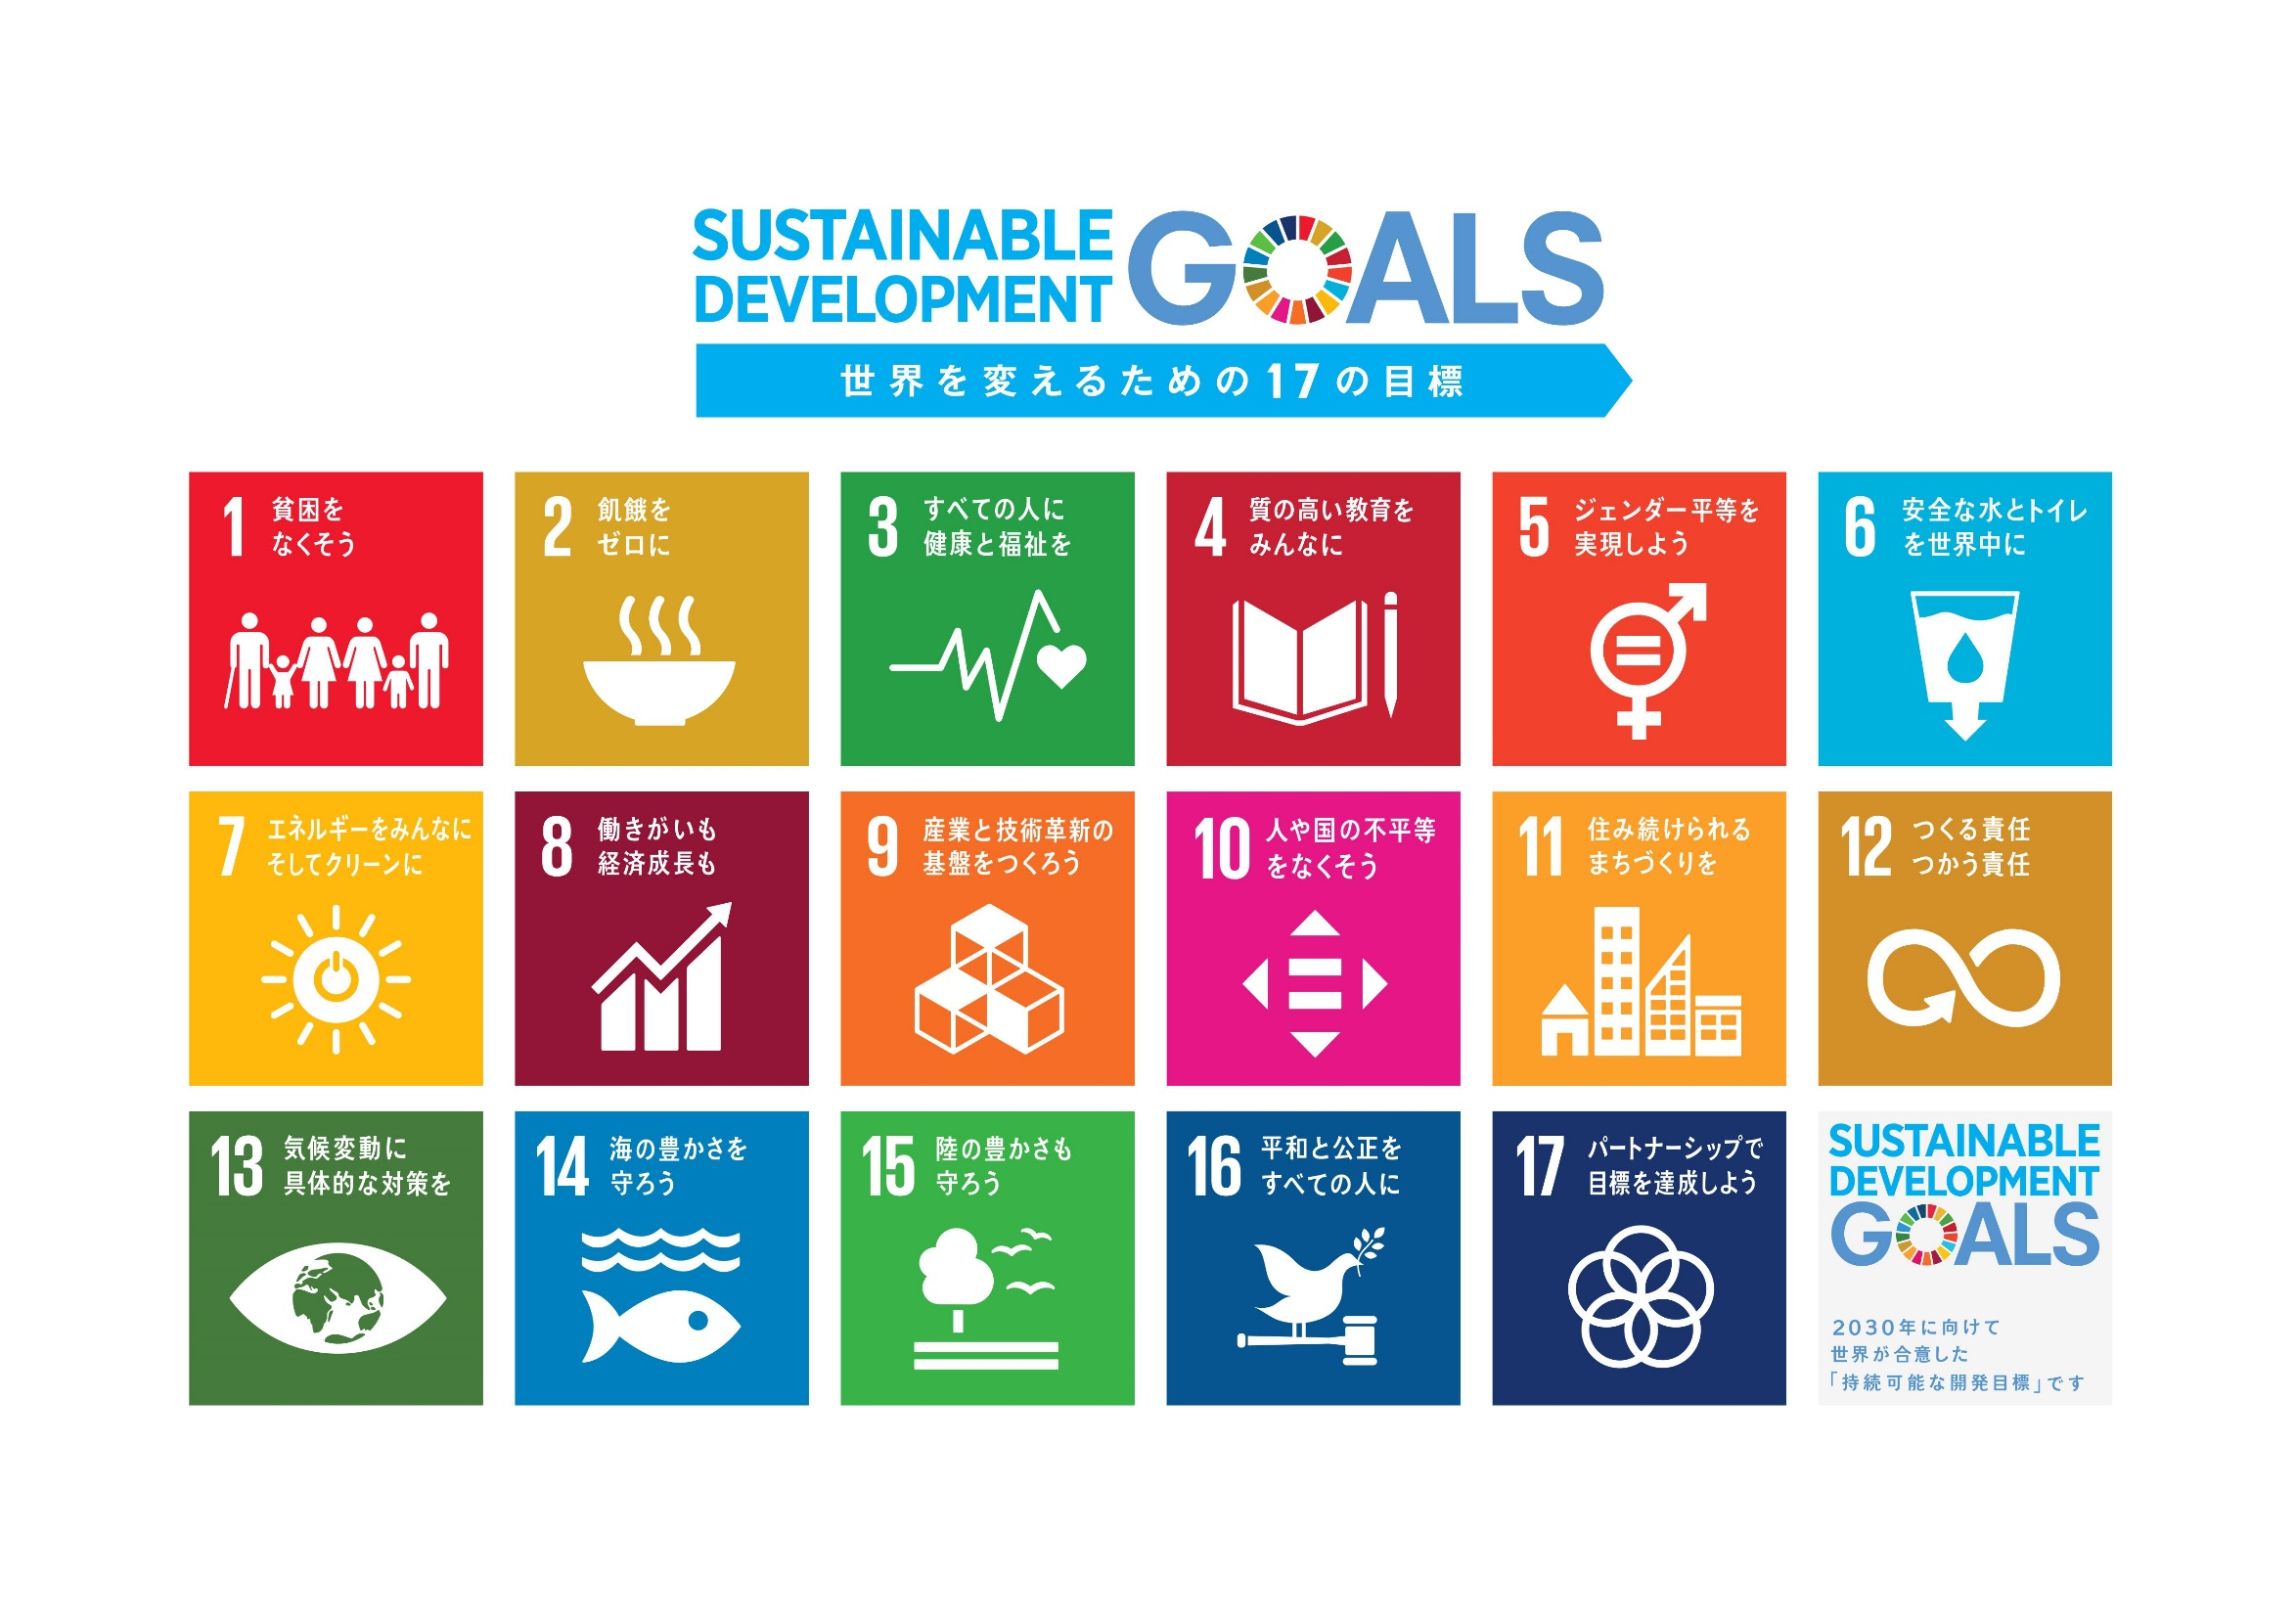 SUSTAINABLE
DEVELOPMENT
GOALS
世界を変えるための17の目標
1 貧困を
なくそう
2 飢餓を
ゼロに
3 すべての人に
健康と福祉を
4 質の高い教育を
みんなに
5 ジェンダー平等を
実現しよう
6 安全な水とトイレ
を世界中に
7 エネルギーをみんなに
そしてクリーンに
8 働きがいも
経済成長も
9 産業と技術革新の
基盤をつくろう
10 人や国の不平等
をなくそう
11 住み続けられる
まちづくりを
12 つくる責任
つかう責任
13 気候変動に
具体的な対策を
14 海の豊かさを
守ろう
15 陸の豊かさも
守ろう
16 平和と公正を
すべての人に
17 パートナーシップで
目標を達成しよう
SUSTAINABLE
DEVELOPMENT
GOALS
2030年に向けて
世界が合意した
「持続可能な開発目標」です